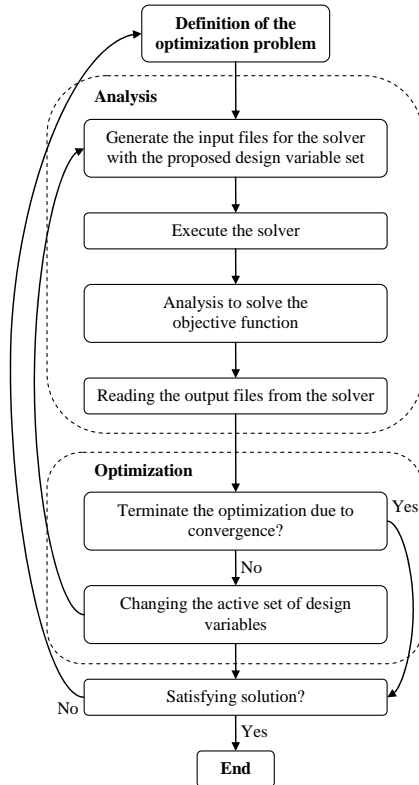 Definition of the
optimization problem
Analysis
Generate the input files for the solver
with the proposed design variable set
Execute the solver
Analysis to solve the
objective function
Reading the output files from the solver
Optimization
Terminate the optimization due to
convergence?
Yes
No
Changing the active set of design
variables
Satisfying solution?
No
Yes
End